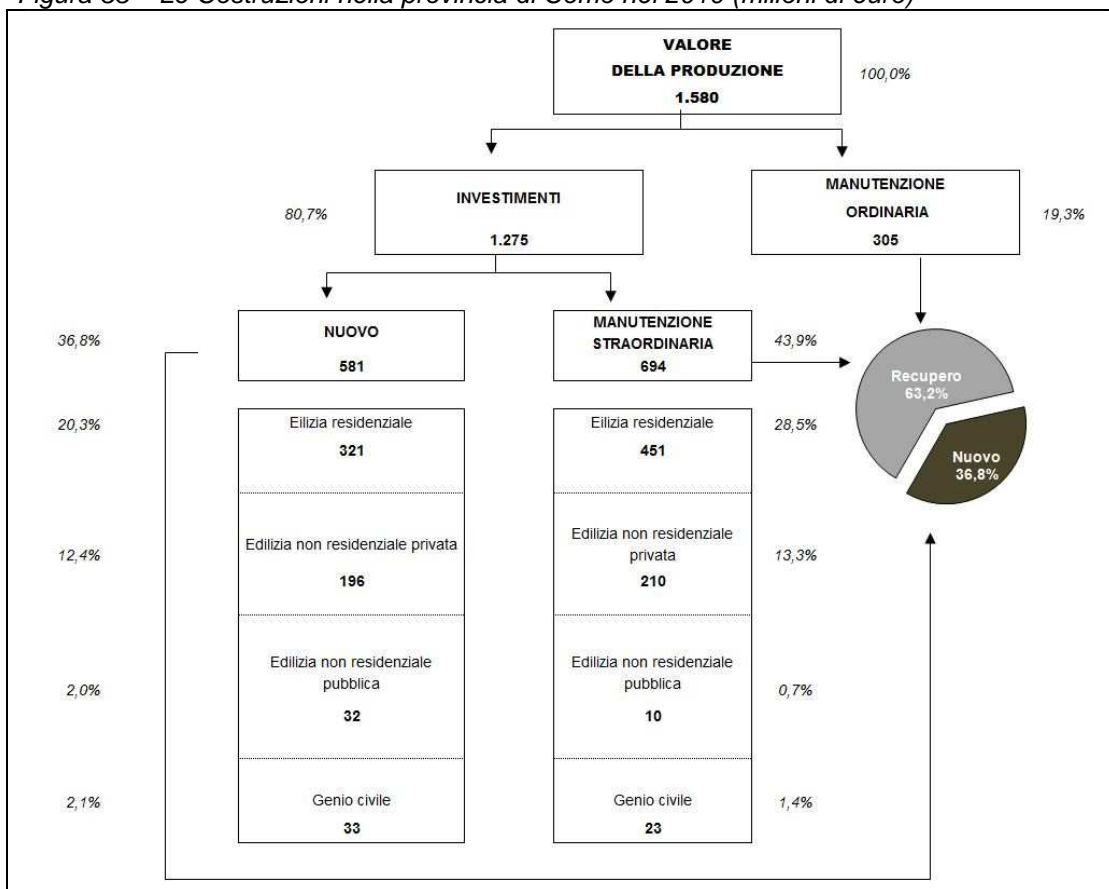 VALORE
DELLA PRODUZIONE
1.580
100,0%
80,7%
INVESTIMENTI
1.275
MANUTENZIONE
ORDINARIA
305
19,3%
36,8%
NUOVO
581
MANUTENZIONE
STRAORDINARIA
694
43,9%
Recupero
63,2%
Nuovo
36,8%
20,3%
Eilizia residenziale
321
Eilizia residenziale
451
28,5%
12,4%
Edilizia non residenziale privata
196
Edilizia non residenziale
privata
210
13,3%
2,0%
Edilizia non residenziale
pubblica
32
Edilizia non residenziale
pubblica
10
0,7%
2,1%
Genio civile
33
Genio civile
23
1,4%